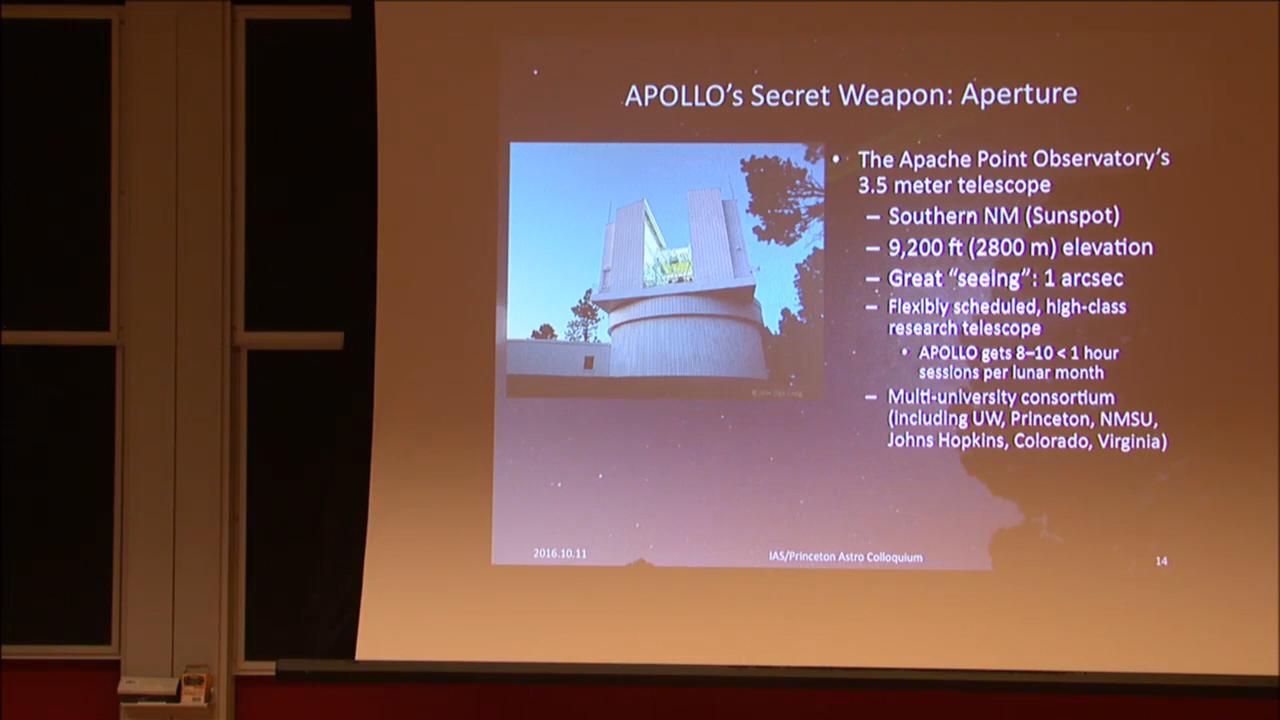 APOLLO's Secret Weapon: Aperture
• The Apache Point Observatory's
3.5 meter telescope
– Southern NM (Sunspot)
– 9,200 ft (2800 m) elevation
– Great “seeing”: 1 arcsec
– Flexibly scheduled, high-class
research telescope
• APOLLO gets 8–10 < 1 hour
sessions per lunar month
– Multi-university consortium
(including UW, Princeton, NMSU,
Johns Hopkins, Colorado, Virginia)
2016.10.11
IAS/Princeton Astro Colloquium
14